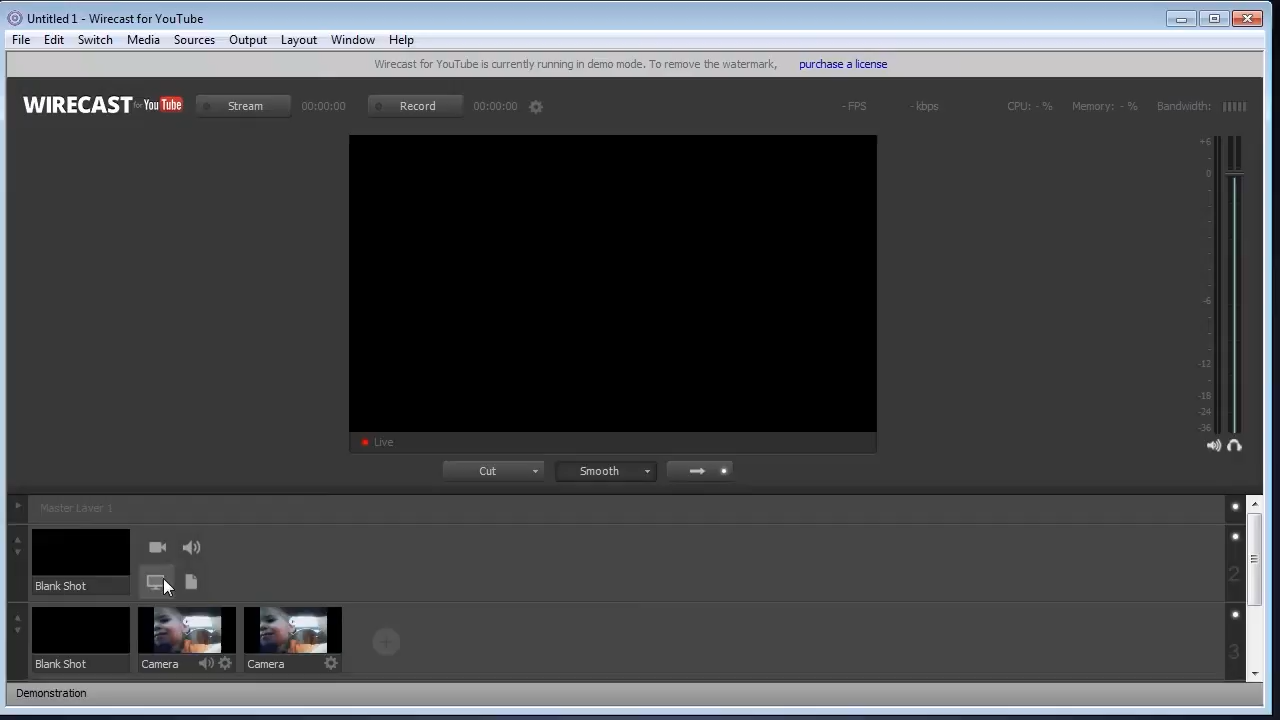 Untitled 1 - Wirecast for YouTube
File Edit Switch Media Sources Output Layout Window Help
Wirecast for YouTube is currently running in demo mode. To remove the watermark, purchase a license
WIRECAST for YouTube Stream 00:00:00 Record 00:00:00 - FPS - kbps CPU: - % Memory: - % Bandwidth:
+6
0
-6
-12
-18
-24
-36
Live
Cut Smooth
Master Layer 1
Blank Shot
2
Blank Shot Camera Camera
3
Demonstration